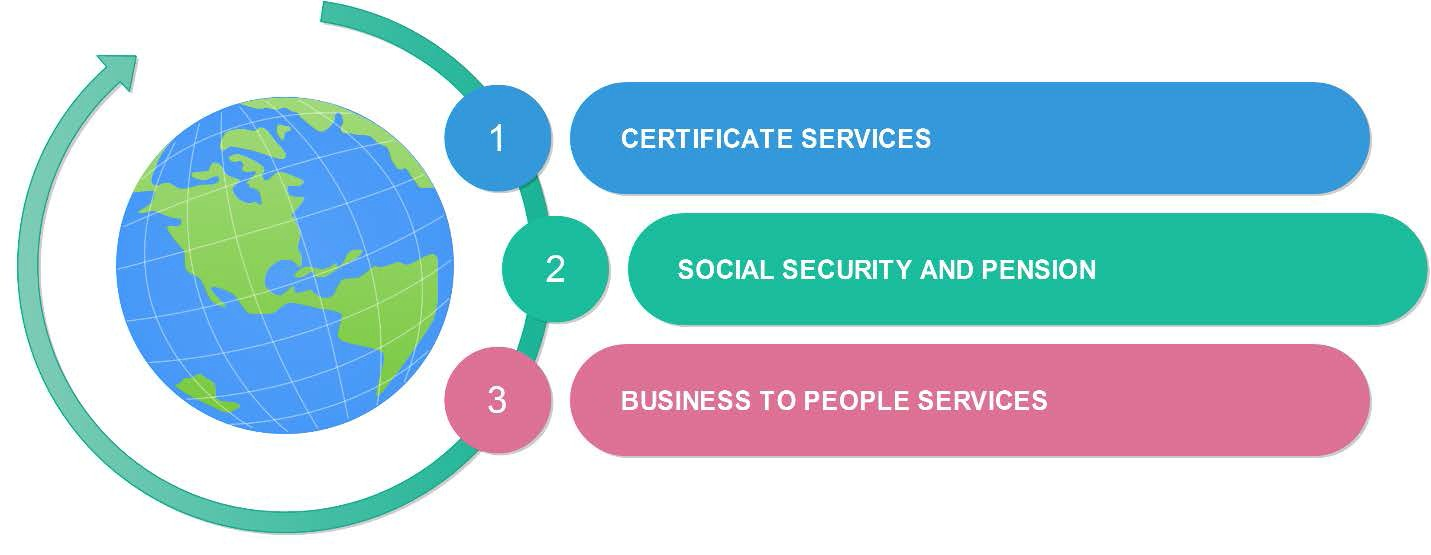 1
CERTIFICATE SERVICES
2
SOCIAL SECURITY AND PENSION
3
BUSINESS TO PEOPLE SERVICES